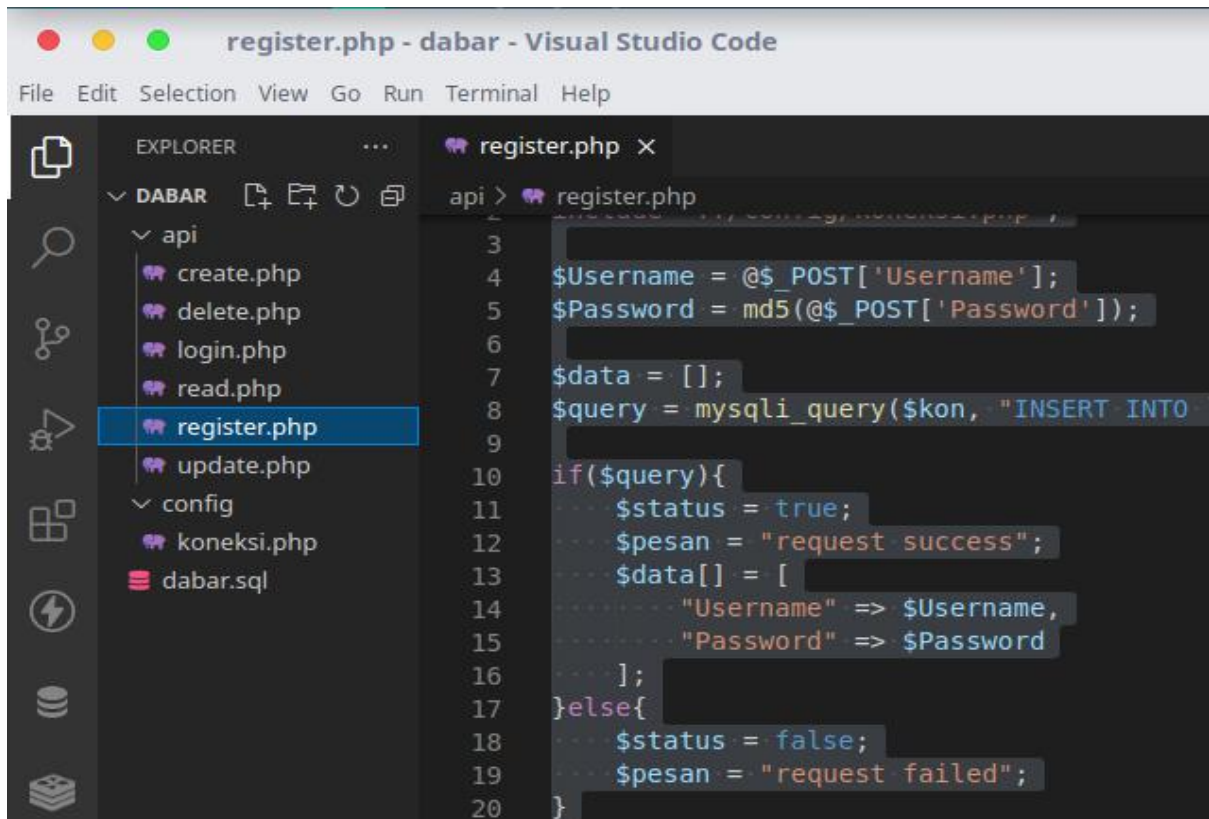 register.php - dabar - Visual Studio Code
File Edit Selection View Go Run Terminal Help
EXPLORER ...
DABAR
api
create.php
delete.php
login.php
read.php
register.php
update.php
config
koneksi.php
dabar.sql
register.php ×
api > register.php
3
4 $Username = @$_POST['Username'];
5 $Password = md5(@$_POST['Password']);
6
7 $data = [];
8 $query = mysqli_query($kon, "INSERT INTO
9
10 if($query){
11 $status = true;
12 $pesan = "request success";
13 $data[] = [
14 "Username" => $Username,
15 "Password" => $Password
16 ];
17 }else{
18 $status = false;
19 $pesan = "request failed";
20 }